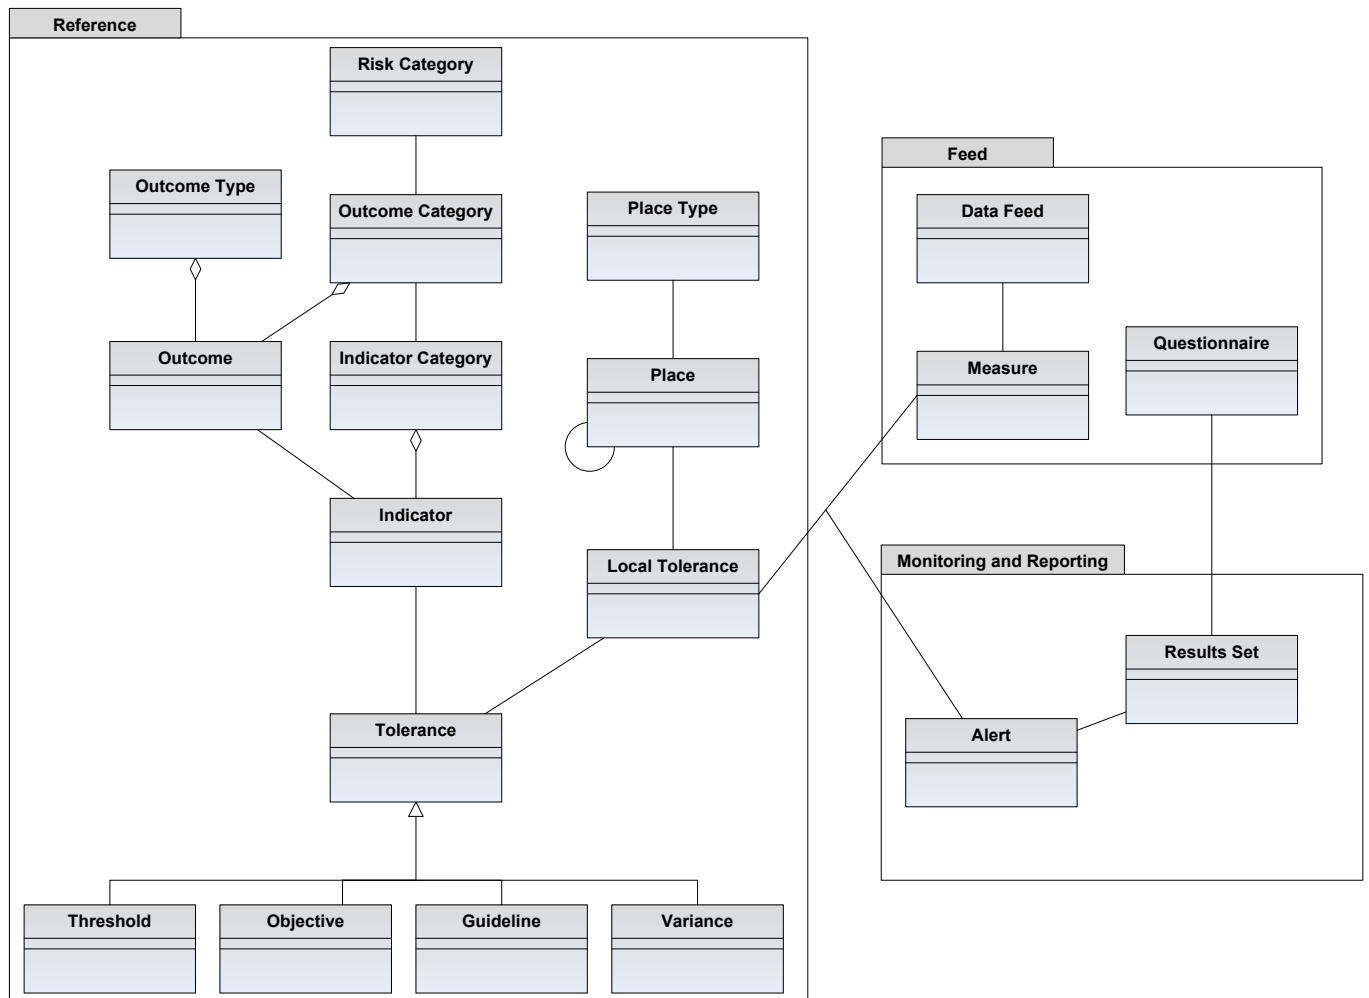 Reference
Risk Category
Outcome Type
Outcome Category
Place Type
Outcome
Indicator Category
Place
Indicator
Local Tolerance
Tolerance
Threshold
Objective
Guideline
Variance
Feed
Data Feed
Questionnaire
Measure
Monitoring and Reporting
Results Set
Alert